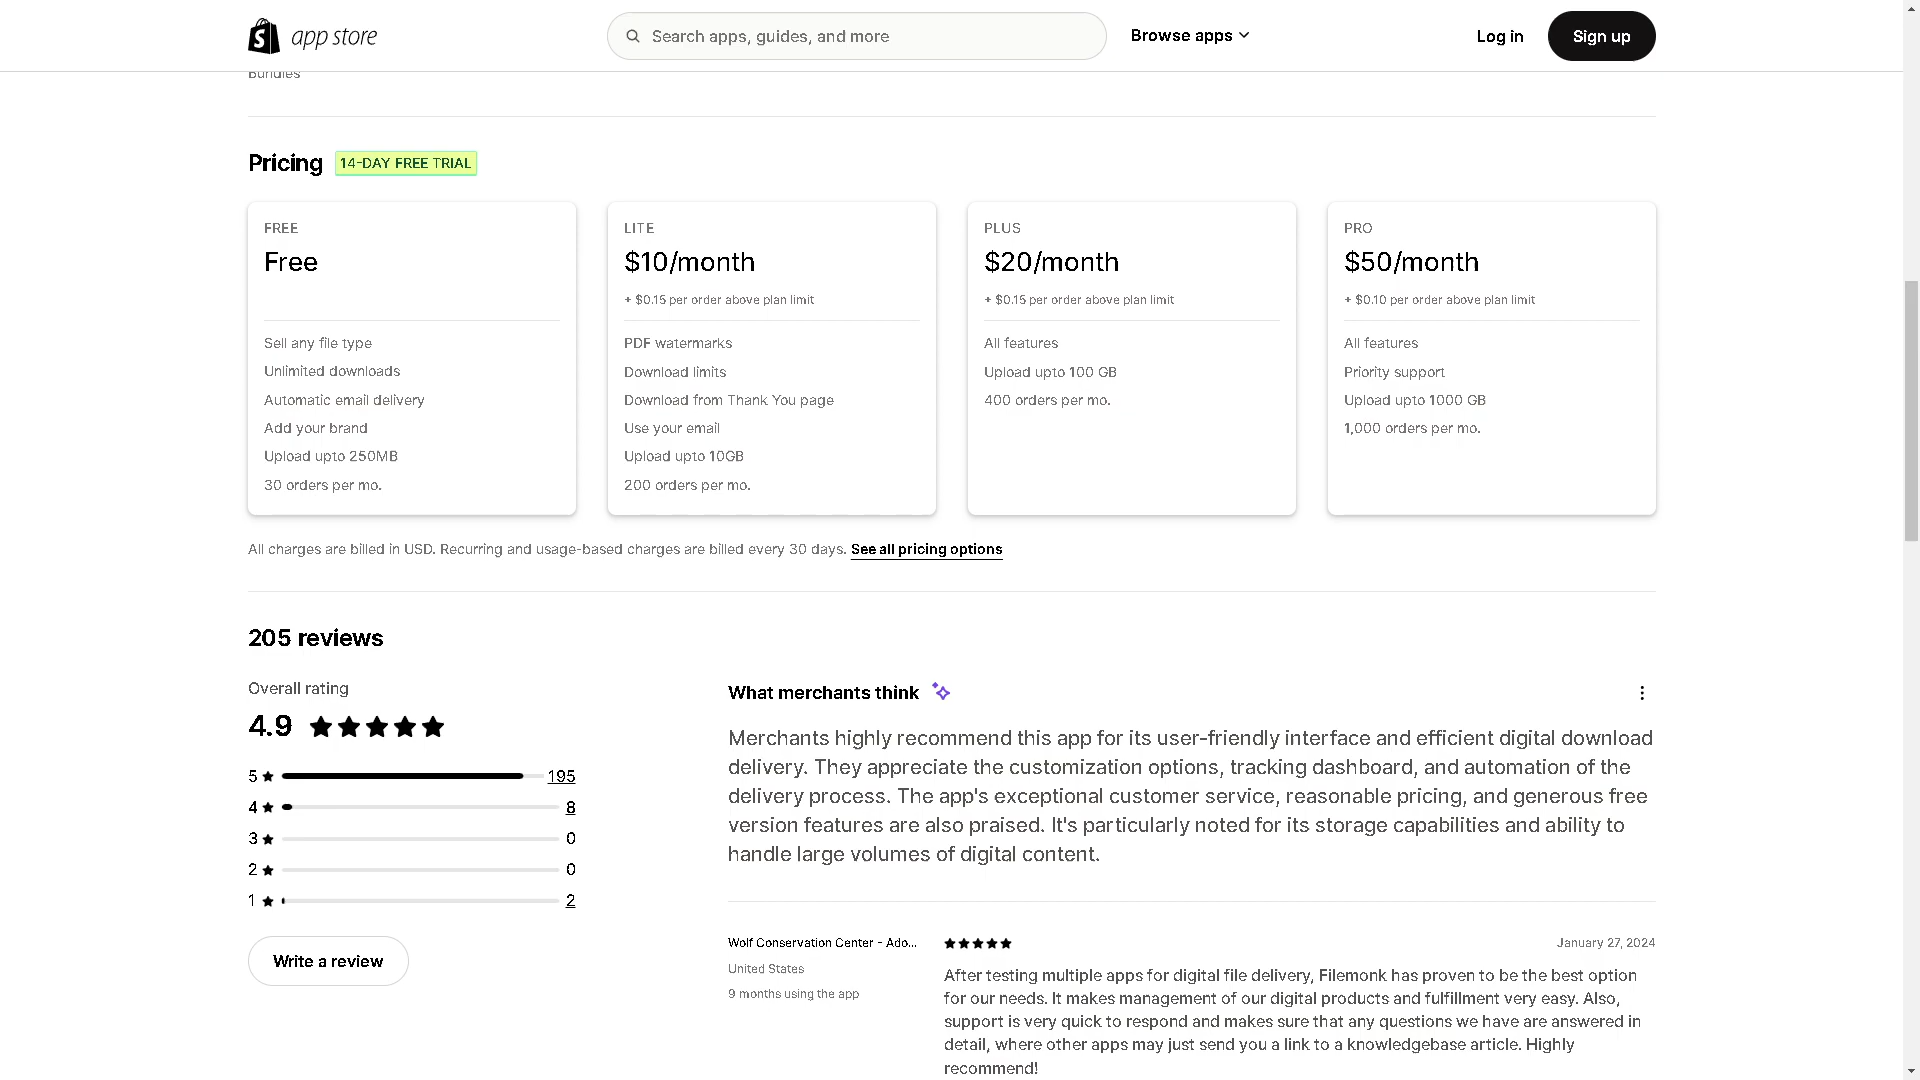 app store
Search apps, guides, and more
Browse apps
Log in
Sign up
Bundles
Pricing
14-DAY FREE TRIAL
FREE
Free
Sell any file type
Unlimited downloads
Automatic email delivery
Add your brand
Upload upto 250MB
30 orders per mo.
LITE
$10/month
+ $0.15 per order above plan limit
PDF watermarks
Download limits
Download from Thank You page
Use your email
Upload upto 10GB
200 orders per mo.
PLUS
$20/month
+ $0.15 per order above plan limit
All features
Upload upto 100 GB
400 orders per mo.
PRO
$50/month
+ $0.10 per order above plan limit
All features
Priority support
Upload upto 1000 GB
1,000 orders per mo.
All charges are billed in USD. Recurring and usage-based charges are billed every 30 days. See all pricing options
205 reviews
Overall rating
4.9
5 195
4 8
3 0
2 0
1 2
Write a review
What merchants think
Merchants highly recommend this app for its user-friendly interface and efficient digital download
delivery. They appreciate the customization options, tracking dashboard, and automation of the
delivery process. The app's exceptional customer service, reasonable pricing, and generous free
version features are also praised. It's particularly noted for its storage capabilities and ability to
handle large volumes of digital content.
Wolf Conservation Center - Ado...
United States
9 months using the app
January 27, 2024
After testing multiple apps for digital file delivery, Filemonk has proven to be the best option
for our needs. It makes management of our digital products and fulfillment very easy. Also,
support is very quick to respond and makes sure that any questions we have are answered in
detail, where other apps may just send you a link to a knowledgebase article. Highly
recommend!